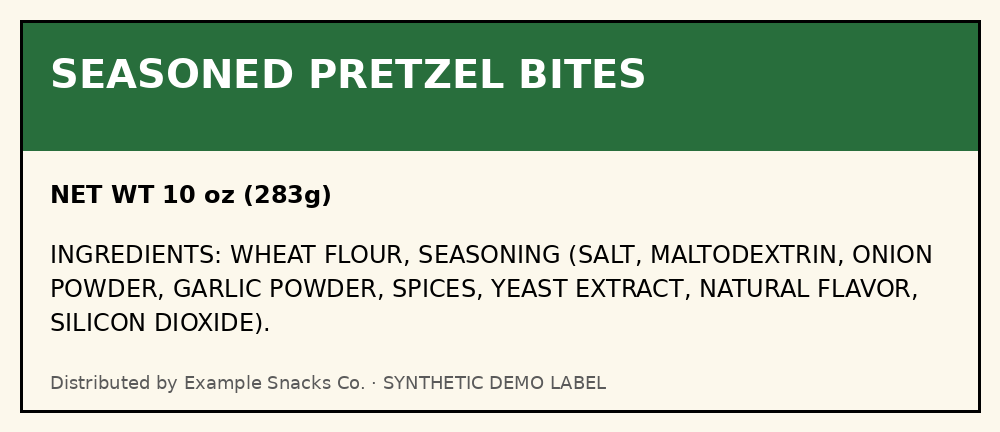 SEASONED PRETZEL BITES
NET WT 10 oz (283g)
INGREDIENTS: WHEAT FLOUR, SEASONING (SALT, MALTODEXTRIN, ONION
POWDER, GARLIC POWDER, SPICES, YEAST EXTRACT, NATURAL FLAVOR,
SILICON DIOXIDE).
Distributed by Example Snacks Co. · SYNTHETIC DEMO LABEL